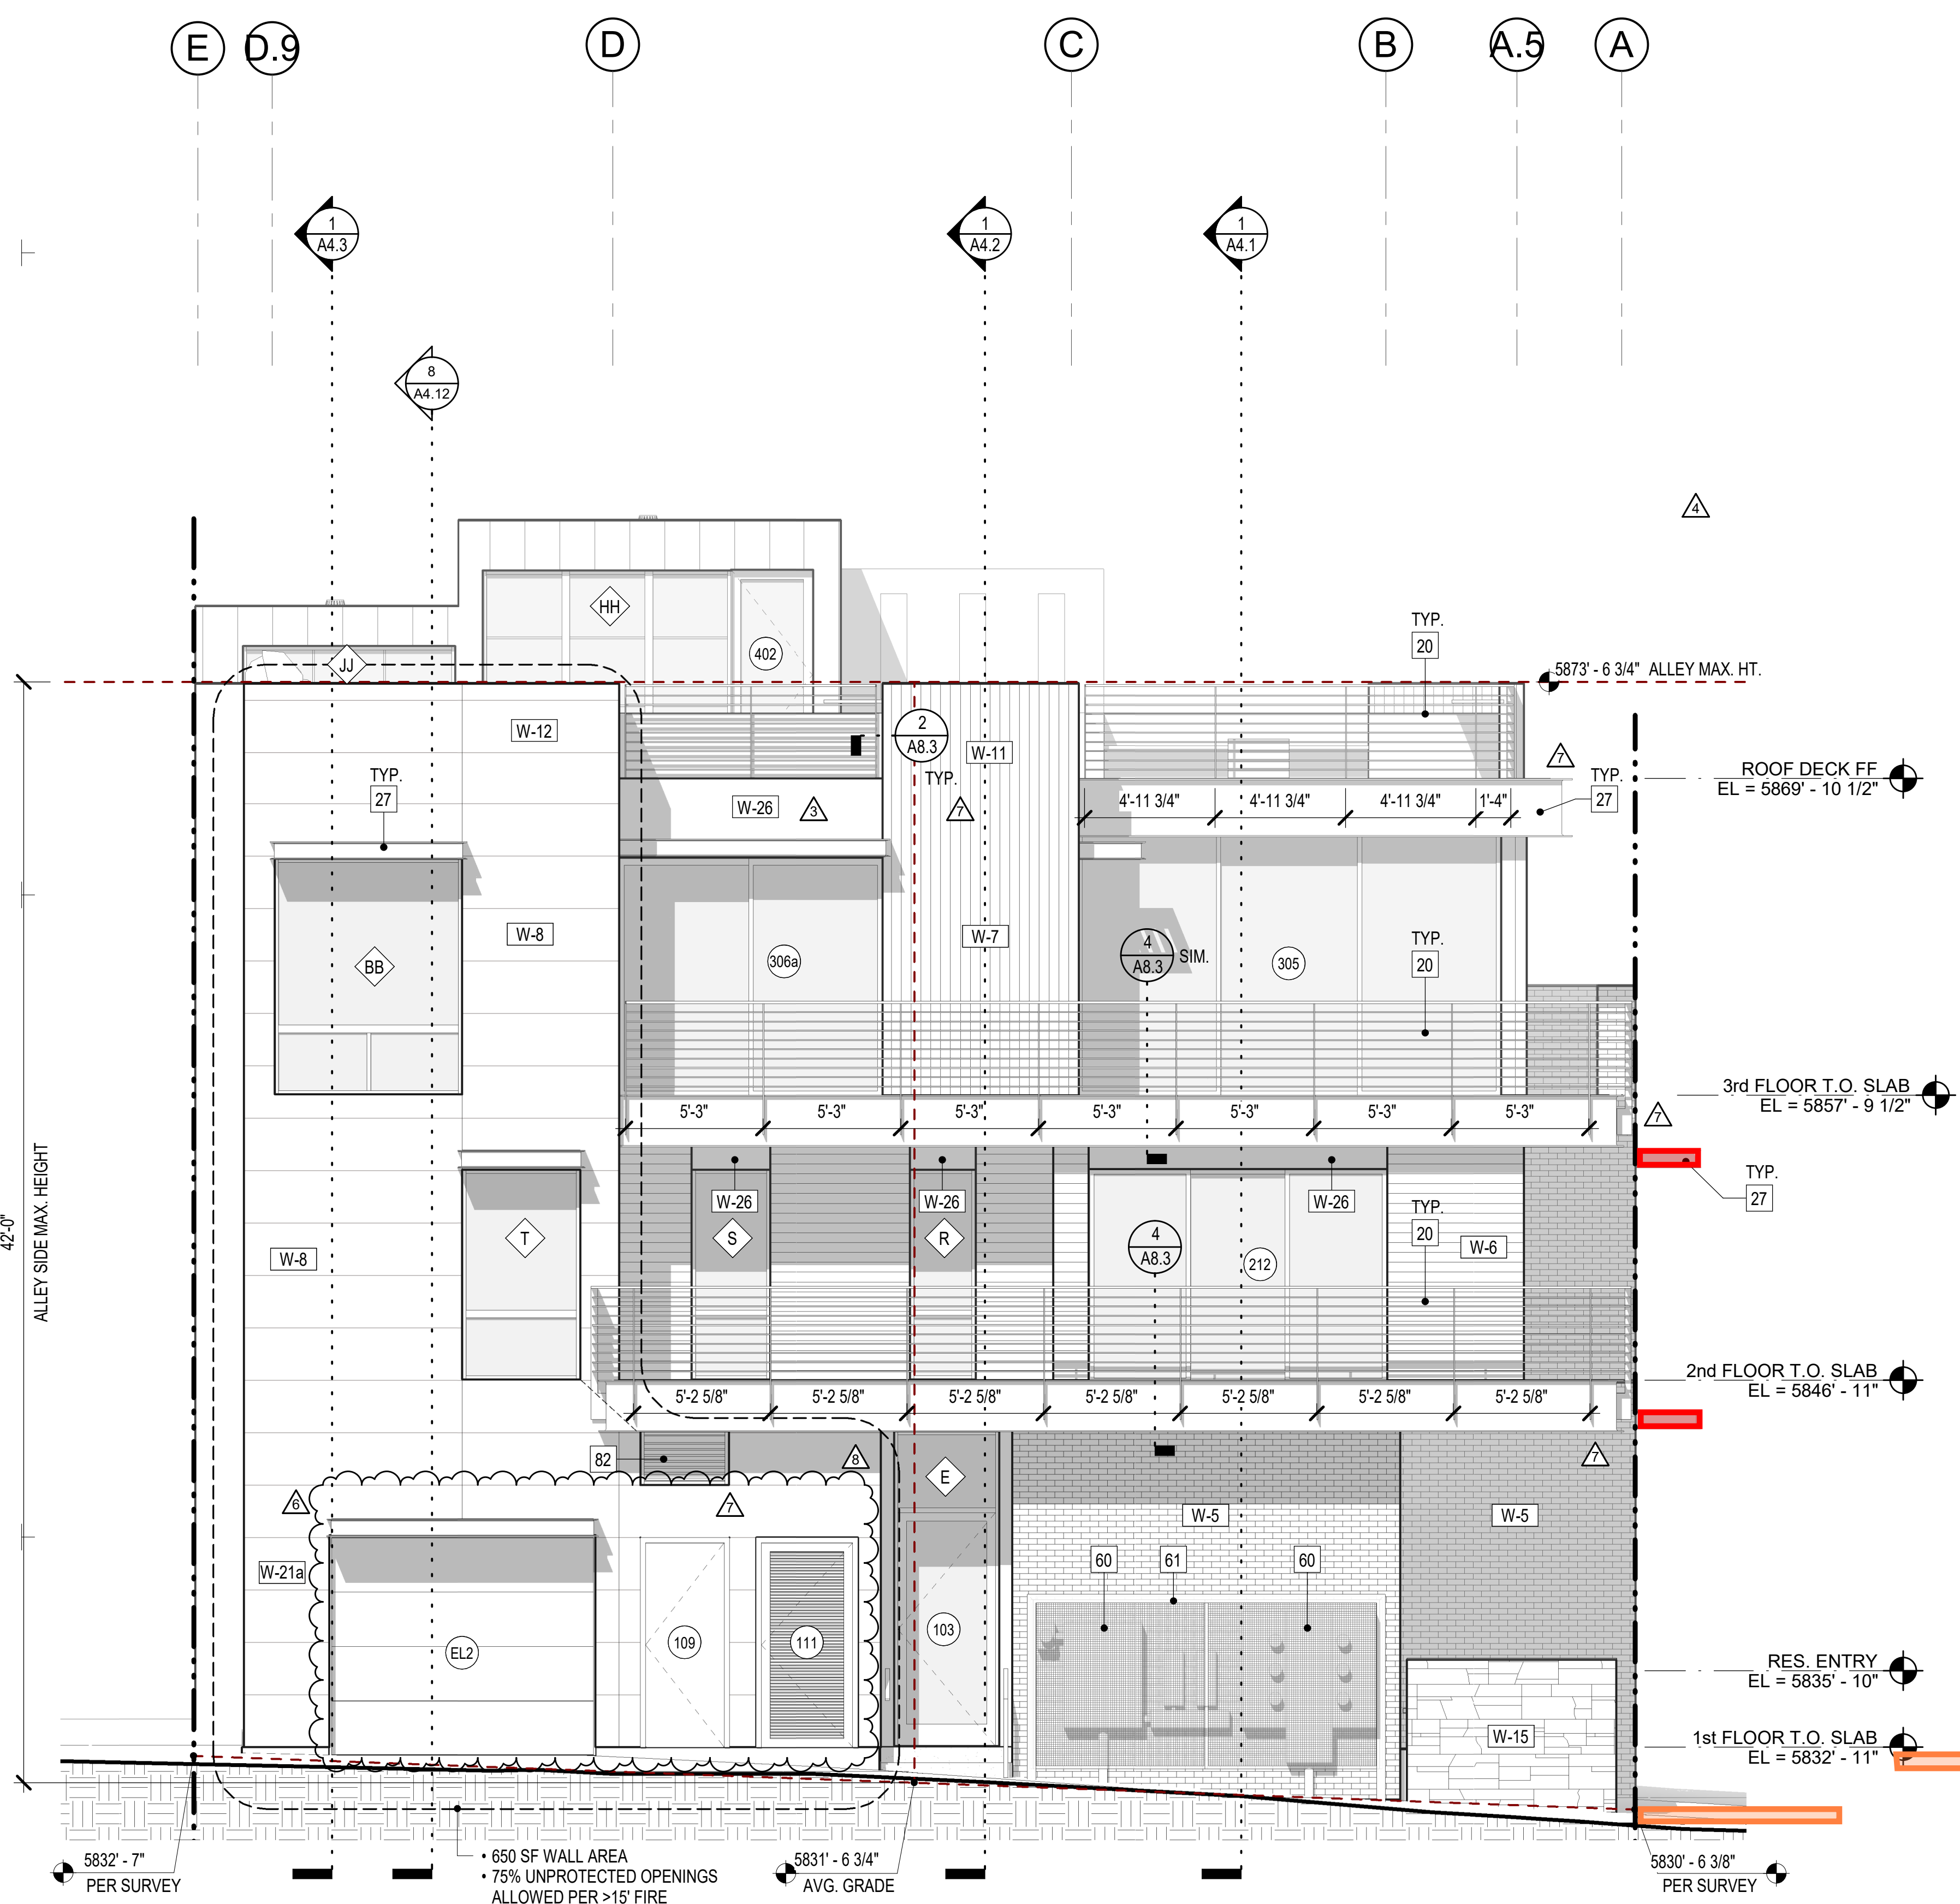 E
D.9
D
C
B
A.5
A
1
A4.3
1
A4.2
1
A4.1
8
A4.12
4
HH
402
JJ
TYP.
20
5873' - 6 3/4" ALLEY MAX. HT.
W-12
2
A8.3
TYP.
W-11
7
7
TYP.
27
ROOF DECK FF
EL = 5869' - 10 1/2"
TYP.
27
W-26
3
4'-11 3/4"
4'-11 3/4"
4'-11 3/4"
1'-4"
W-8
W-7
BB
306a
4
A8.3
SIM.
305
TYP.
20
3rd FLOOR T.O. SLAB
EL = 5857' - 9 1/2"
5'-3"
5'-3"
5'-3"
5'-3"
5'-3"
5'-3"
5'-3"
7
TYP.
27
42'-0"
ALLEY SIDE MAX. HEIGHT
W-26
W-26
W-26
TYP.
20
W-8
T
S
R
4
A8.3
212
W-6
2nd FLOOR T.O. SLAB
EL = 5846' - 11"
5'-2 5/8"
5'-2 5/8"
5'-2 5/8"
5'-2 5/8"
5'-2 5/8"
5'-2 5/8"
5'-2 5/8"
82
8
E
7
6
7
W-5
W-5
W-21a
60
61
60
EL2
109
111
103
RES. ENTRY
EL = 5835' - 10"
W-15
1st FLOOR T.O. SLAB
EL = 5832' - 11"
5832' - 7"
PER SURVEY
• 650 SF WALL AREA
• 75% UNPROTECTED OPENINGS
ALLOWED PER >15' FIRE
5831' - 6 3/4"
AVG. GRADE
5830' - 6 3/8"
PER SURVEY